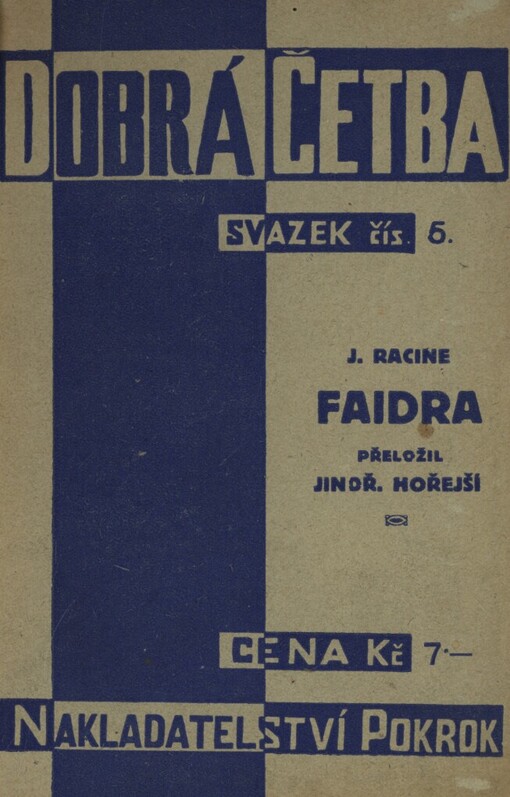 DOBRÁ ČETBA
SVAZEK čís. 5.
J. RACINE
FAIDRA
PŘELOŽIL
JINDŘ. HOŘEJŠÍ
CENA Kč 7·—
NAKLADATELSTVÍ POKROK